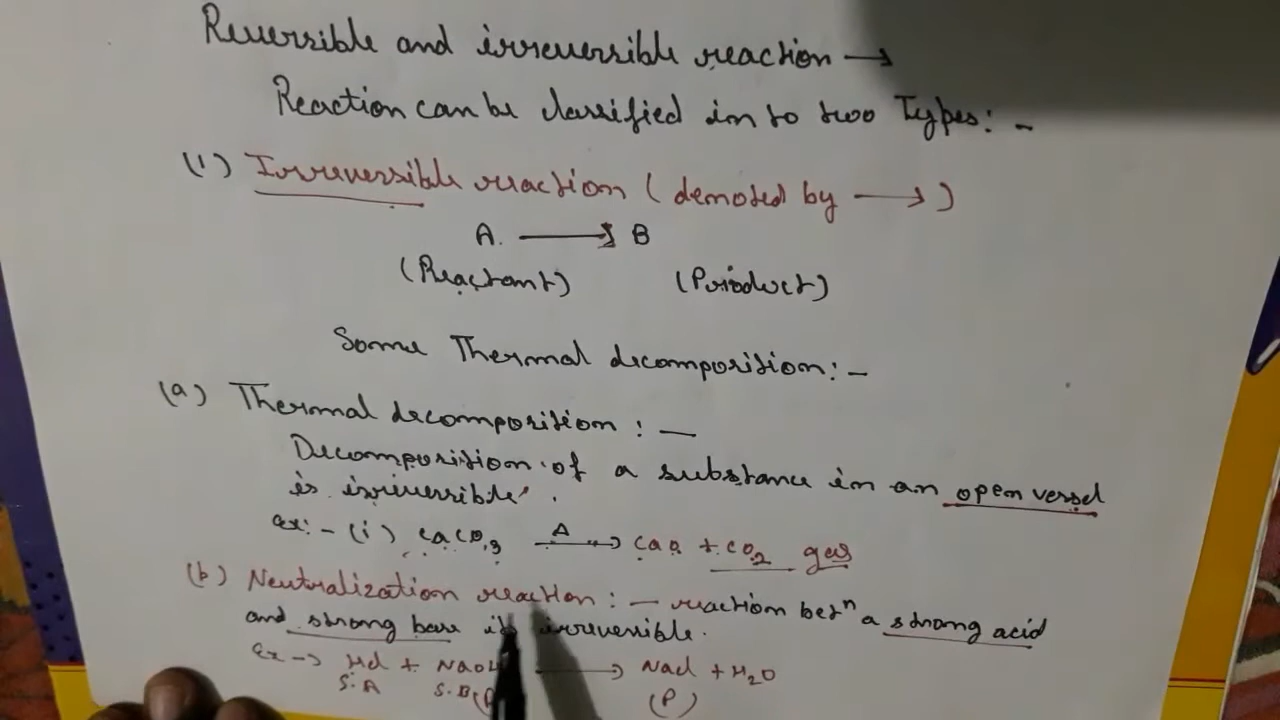 Reversible and irreversible reaction →
Reaction can be classified in to two Types: -
(1) Irreversible reaction (denoted by →)
A. → B
(Reactant) (Product)
Some Thermal decomposition: -
(a) Thermal decomposition : —
Decomposition of a substance in an open vessel
is irreversible .
ex: - (i) CaCO3 Δ→ CaO + CO2 gas
(b) Neutralization reaction : — reaction betn a strong acid
and strong base is irreversible.
Ex → HCl + NaOH → NaCl + H2O
S.A S.B (P)